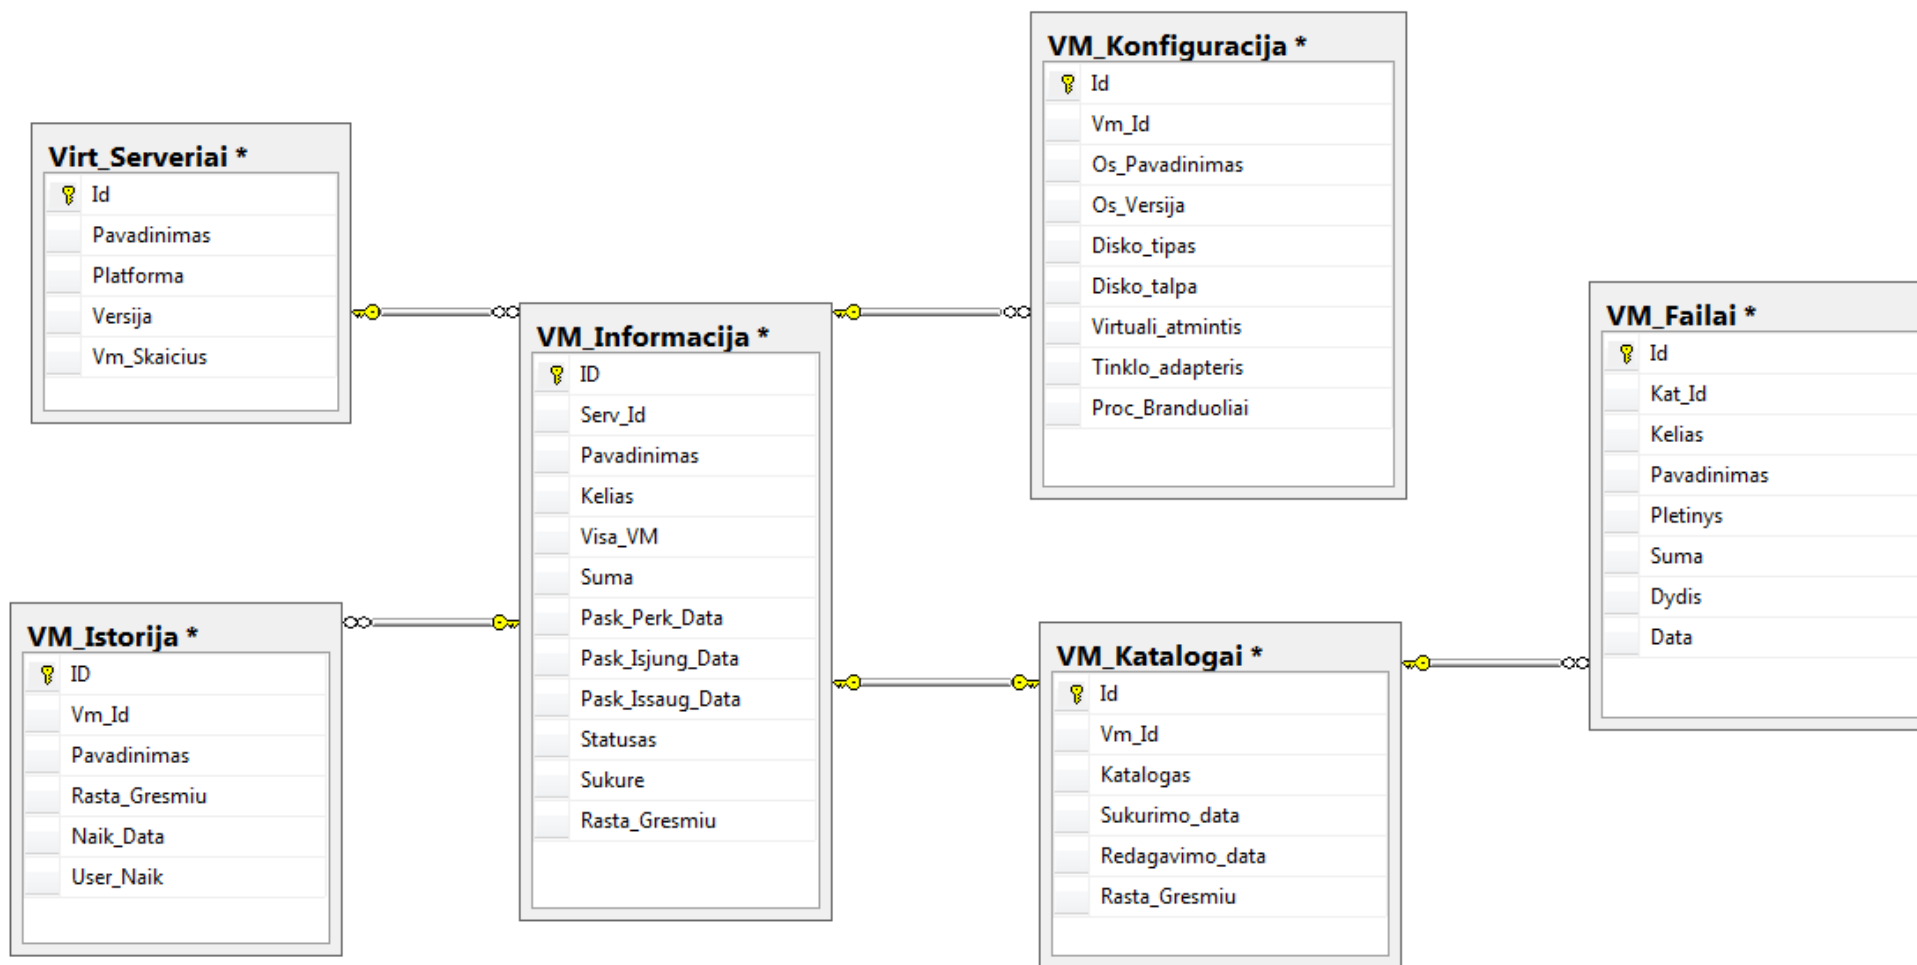 VM_Konfiguracija *
Id
Vm_Id
Os_Pavadinimas
Os_Versija
Disko_tipas
Disko_talpa
Virtuali_atmintis
Tinklo_adapteris
Proc_Branduoliai
Virt_Serveriai *
Id
Pavadinimas
Platforma
Versija
Vm_Skaicius
VM_Informacija *
ID
Serv_Id
Pavadinimas
Kelias
Visa_VM
Suma
Pask_Perk_Data
Pask_Isjung_Data
Pask_Issaug_Data
Statusas
Sukure
Rasta_Gresmiu
VM_Failai *
Id
Kat_Id
Kelias
Pavadinimas
Pletinys
Suma
Dydis
Data
VM_Istorija *
ID
Vm_Id
Pavadinimas
Rasta_Gresmiu
Naik_Data
User_Naik
VM_Katalogai *
Id
Vm_Id
Katalogas
Sukurimo_data
Redagavimo_data
Rasta_Gresmiu